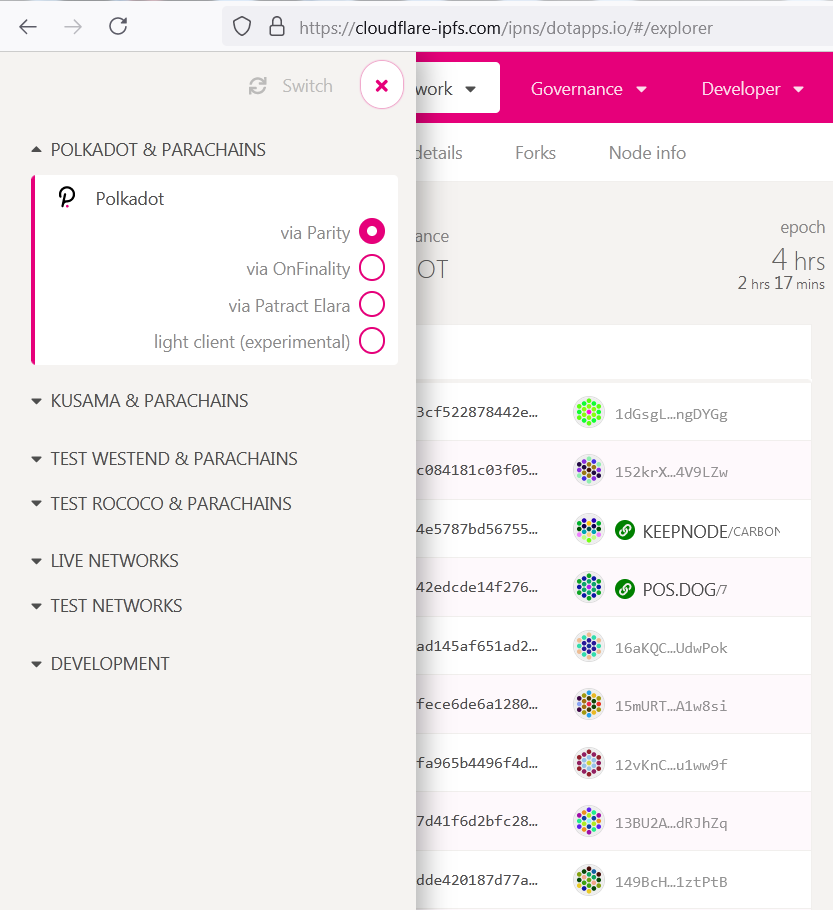 https://cloudflare-ipfs.com/ipns/dotapps.io/#/explorer
Switch
work
Governance
Developer
details
Forks
Node info
POLKADOT & PARACHAINS
Polkadot
via Parity
via OnFinality
via Patract Elara
light client (experimental)
KUSAMA & PARACHAINS
TEST WESTEND & PARACHAINS
TEST ROCOCO & PARACHAINS
LIVE NETWORKS
TEST NETWORKS
DEVELOPMENT
ance
OT
epoch
4 hrs
2 hrs 17 mins
3cf522878442e… 1dGsgL…ngDYGg
c084181c03f05… 152krX…4V9LZw
4e5787bd56755… KEEPNODE/CARBON
42edcde14f276… POS.DOG/7
ad145af651ad2… 16aKQC…UdwPok
fece6de6a1280… 15mURT…A1w8si
fa965b4496f4d… 12vKnC…u1ww9f
7d41f6d2bfc28… 13BU2A…dRJhZq
dde420187d77a… 149BcH…1ztPtB